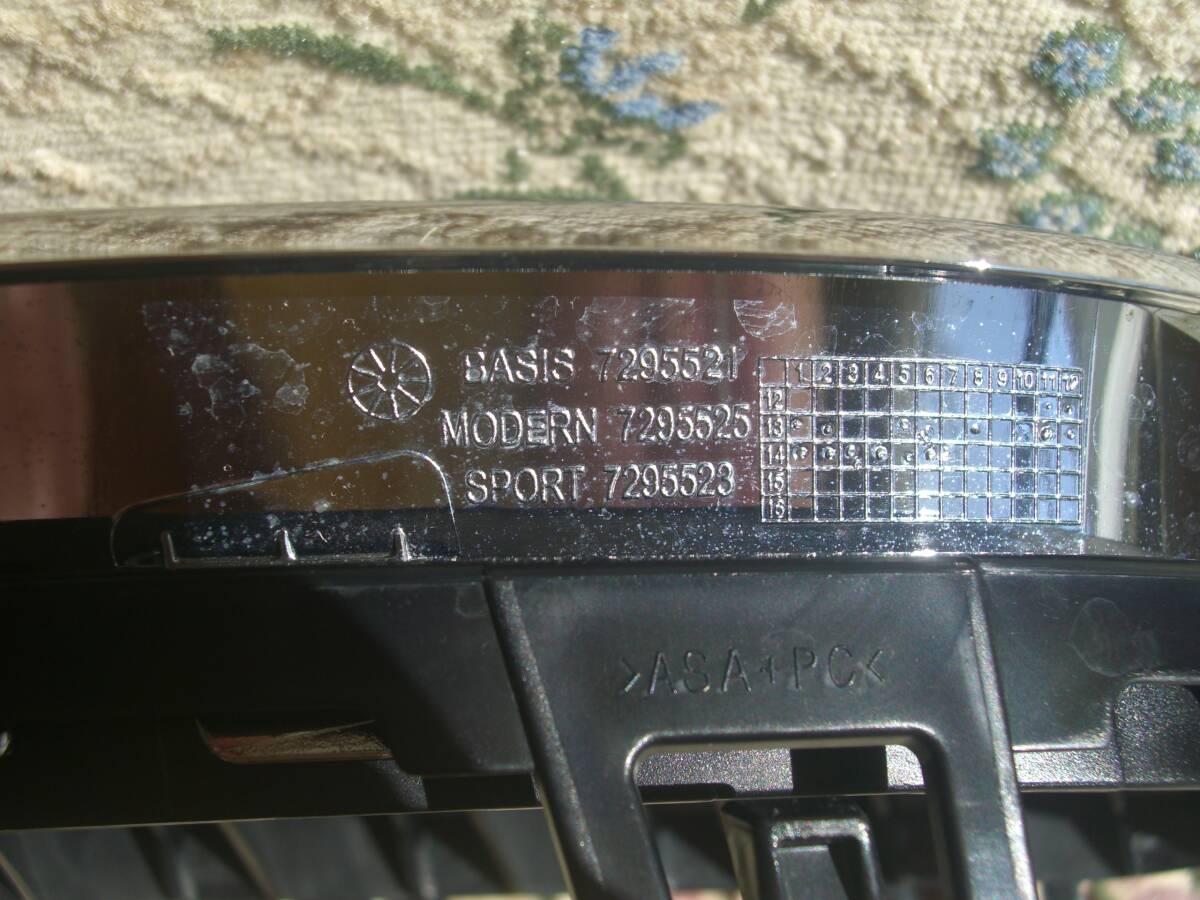 BASIS 7295521
MODERN 7295525
SPORT 7295523
1 2 3 4 5 6 7 8 9 10 11 12
12
13
14
15
16
>ASA+PC<